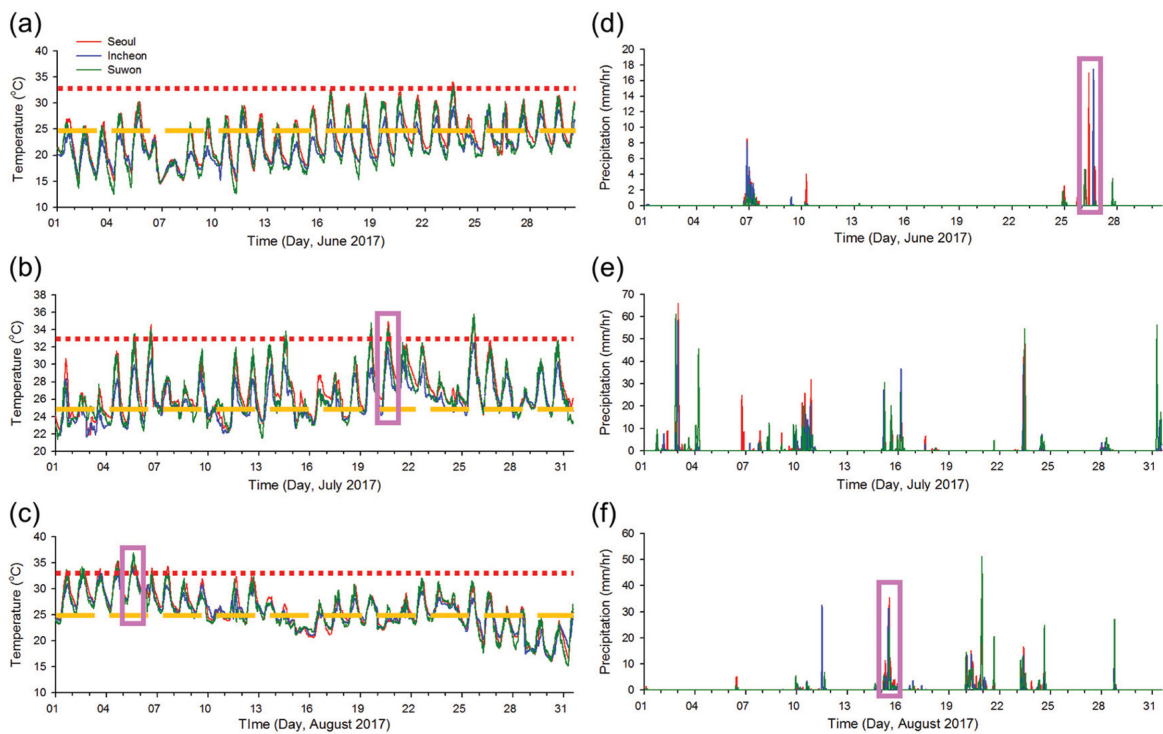 (a)
Seoul
Incheon
Suwon
Temperature (°C)
40
35
30
25
20
15
10
01 04 07 10 13 16 19 22 25 28 31
Time (Day, June 2017)
(d)
Precipitation (mm/hr)
20
18
16
14
12
10
8
6
4
2
0
01 04 07 10 13 16 19 22 25 28
Time (Day, June 2017)
(b)
Temperature (°C)
38
36
34
32
30
28
26
24
22
20
01 04 07 10 13 16 19 22 25 28 31
Time (Day, July 2017)
(e)
Precipitation (mm/hr)
70
60
50
40
30
20
10
0
01 04 07 10 13 16 19 22 25 28 31
Time (Day, July 2017)
(c)
Temperature (°C)
40
35
30
25
20
15
10
01 04 07 10 13 16 19 22 25 28 31
TIme (Day, August 2017)
(f)
Precipitation (mm/hr)
60
50
40
30
20
10
0
01 04 07 10 13 16 19 22 25 28 31
Time (Day, August 2017)